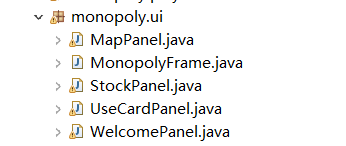 monopoly.ui
MapPanel.java
MonopolyFrame.java
StockPanel.java
UseCardPanel.java
WelcomePanel.java